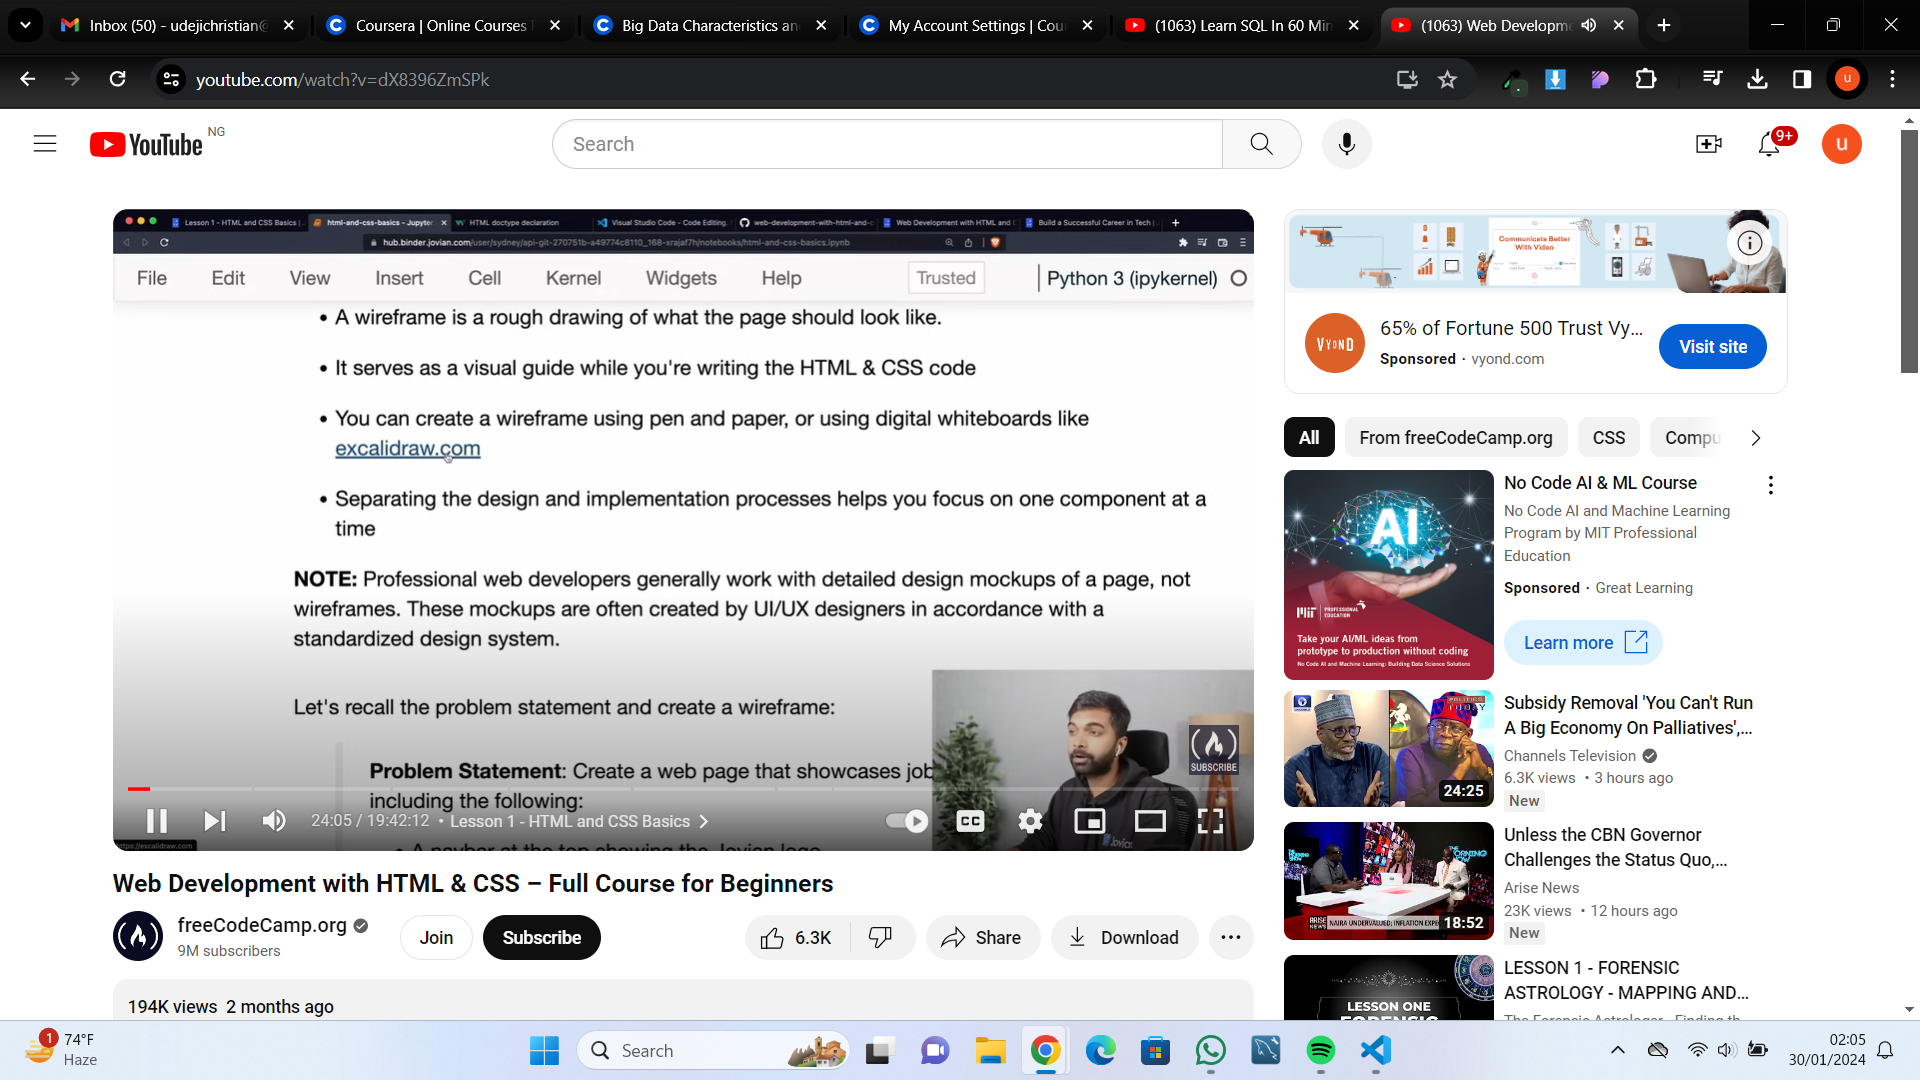 Inbox (50) - udejichristian@
Coursera | Online Courses
Big Data Characteristics an
My Account Settings | Cou
(1063) Learn SQL In 60 Min
(1063) Web Developm
youtube.com/watch?v=dX8396ZmSPk
u
YouTube NG
Search
9+
u
Lesson 1 - HTML and CSS Basics |
html-and-css-basics - Jupyter
HTML doctype declaration
Visual Studio Code - Code Editing.
web-development-with-html-and-c
Web Development with HTML and C
Build a Successful Career in Tech |
hub.binder.jovian.com/user/sydney/api-git-270751b-a49774c8110_168-xrajaf7h/notebooks/html-and-css-basics.ipynb
File Edit View Insert Cell Kernel Widgets Help Trusted Python 3 (ipykernel)
• A wireframe is a rough drawing of what the page should look like.
• It serves as a visual guide while you're writing the HTML & CSS code
• You can create a wireframe using pen and paper, or using digital whiteboards like
excalidraw.com
• Separating the design and implementation processes helps you focus on one component at a
time
NOTE: Professional web developers generally work with detailed design mockups of a page, not
wireframes. These mockups are often created by UI/UX designers in accordance with a
standardized design system.
Let's recall the problem statement and create a wireframe:
Problem Statement: Create a web page that showcases job
including the following:
SUBSCRIBE
24:05 / 19:42:12 • Lesson 1 - HTML and CSS Basics
CC
• A navbar at the top showing the Jovian logo
https://excalidraw.com
Web Development with HTML & CSS – Full Course for Beginners
freeCodeCamp.org
9M subscribers
Join
Subscribe
6.3K
Share
Download
194K views 2 months ago
Communicate Better
With Video
VYOND
65% of Fortune 500 Trust Vy...
Sponsored · vyond.com
Visit site
All
From freeCodeCamp.org
CSS
Compu
AI
MIT PROFESSIONAL
EDUCATION
Take your AI/ML ideas from
prototype to production without coding
No Code AI and Machine Learning: Building Data Science Solutions
No Code AI & ML Course
No Code AI and Machine Learning
Program by MIT Professional
Education
Sponsored · Great Learning
Learn more
24:25
Subsidy Removal 'You Can't Run
A Big Economy On Palliatives',...
Channels Television
6.3K views • 3 hours ago
New
ARISE
NEWS
18:52
Unless the CBN Governor
Challenges the Status Quo,...
Arise News
23K views • 12 hours ago
New
LESSON ONE
LESSON 1 - FORENSIC
ASTROLOGY - MAPPING AND...
1
74°F
Haze
Search
02:05
30/01/2024